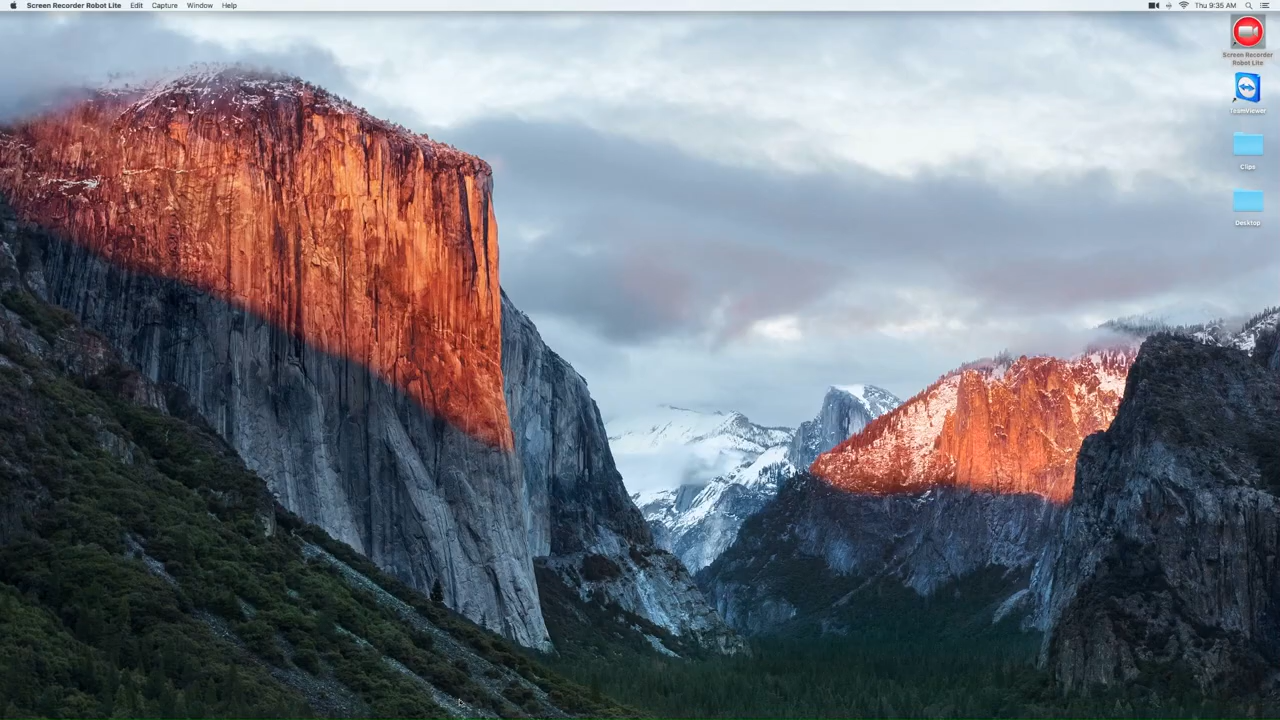 Screen Recorder Robot Lite Edit Capture Window Help Thu 9:35 AM
Screen Recorder
Robot Lite
TeamViewer
Clips
Desktop